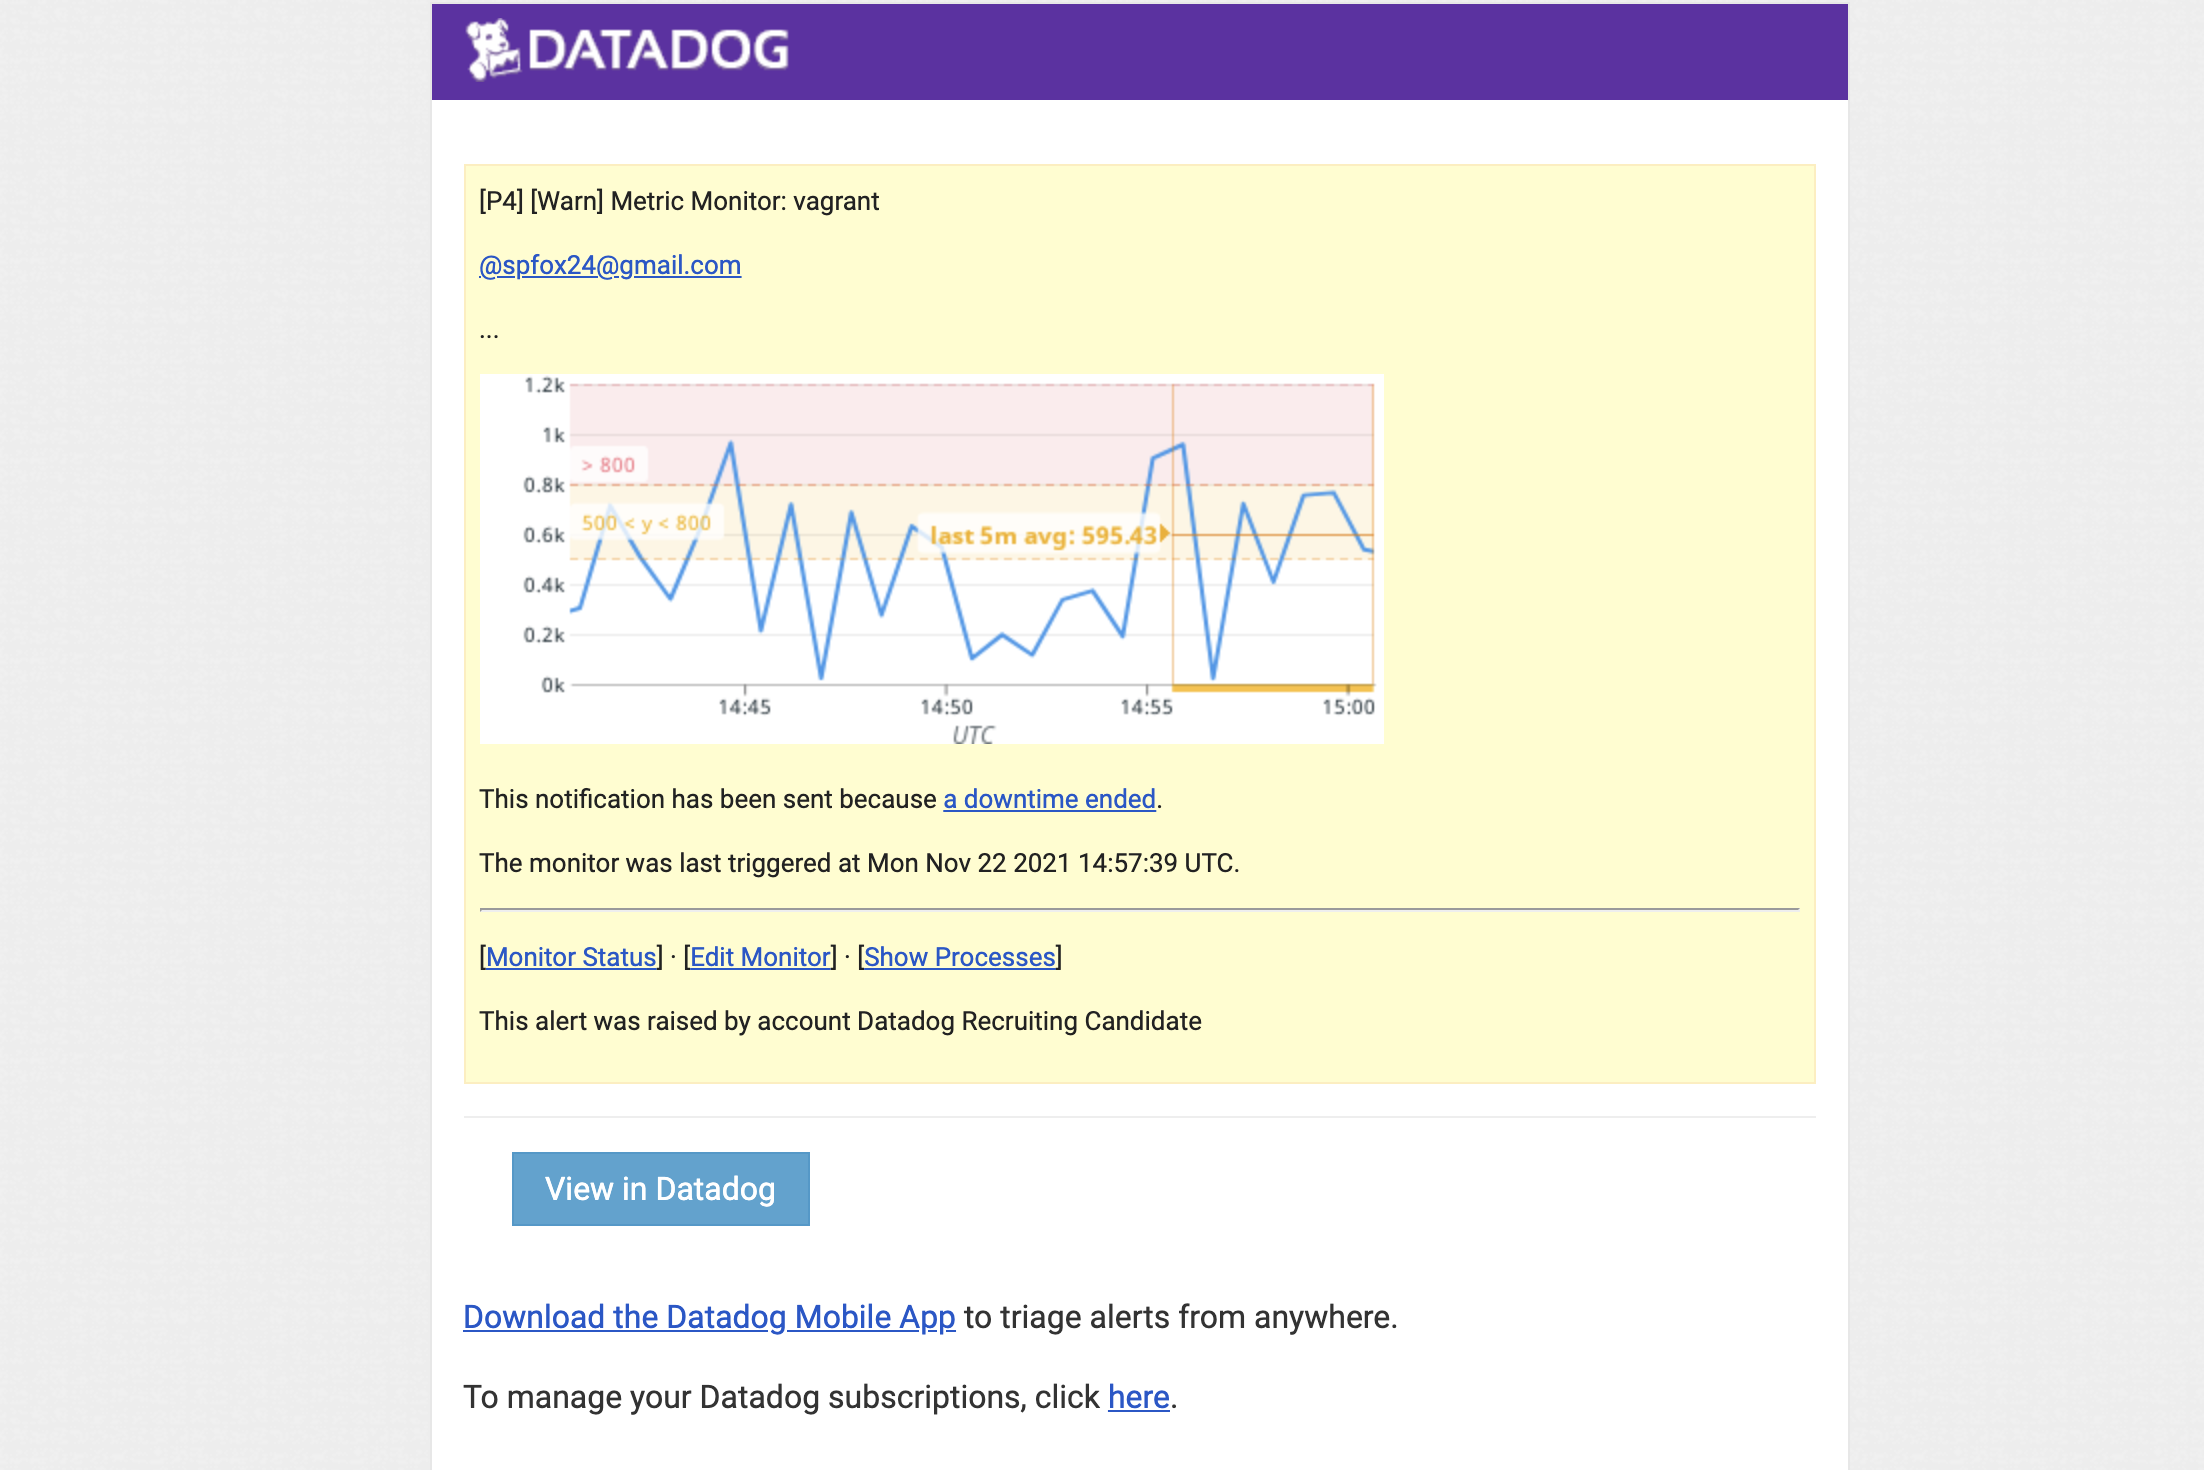 DATADOG
[P4] [Warn] Metric Monitor: vagrant
@spfox24@gmail.com
...
1.2k
1k
> 800
0.8k
500 < y < 800
0.6k
last 5m avg: 595.43
0.4k
0.2k
0k
14:45 14:50 14:55 15:00
UTC
This notification has been sent because a downtime ended.
The monitor was last triggered at Mon Nov 22 2021 14:57:39 UTC.
[Monitor Status] · [Edit Monitor] · [Show Processes]
This alert was raised by account Datadog Recruiting Candidate
View in Datadog
Download the Datadog Mobile App to triage alerts from anywhere.
To manage your Datadog subscriptions, click here.